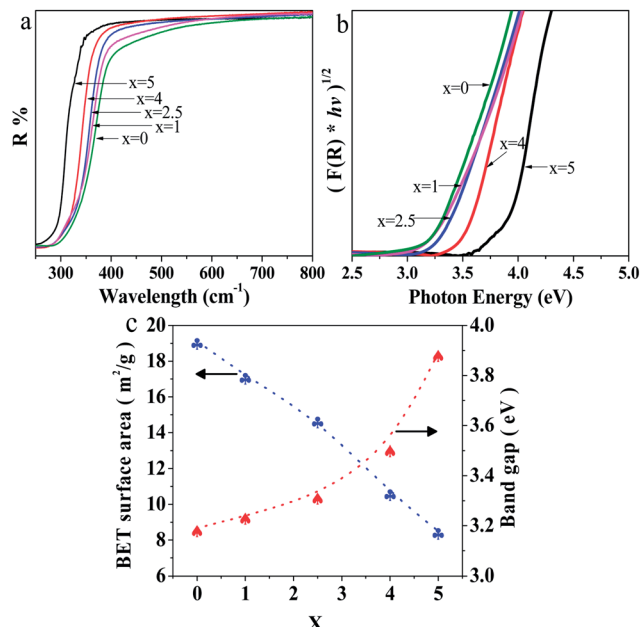 a
R %
x=5
x=4
x=2.5
x=1
x=0
300 400 500 600 700 800
Wavelength (cm⁻¹)
b
( F(R) * hν )^1/2
x=0
x=4
x=5
x=1
x=2.5
2.5 3.0 3.5 4.0 4.5 5.0
Photon Energy (eV)
c
BET surface area ( m²/g )
20
18
16
14
12
10
8
6
4.0
3.8
3.6
3.4
3.2
3.0
Band gap ( eV)
0 1 2 3 4 5
X